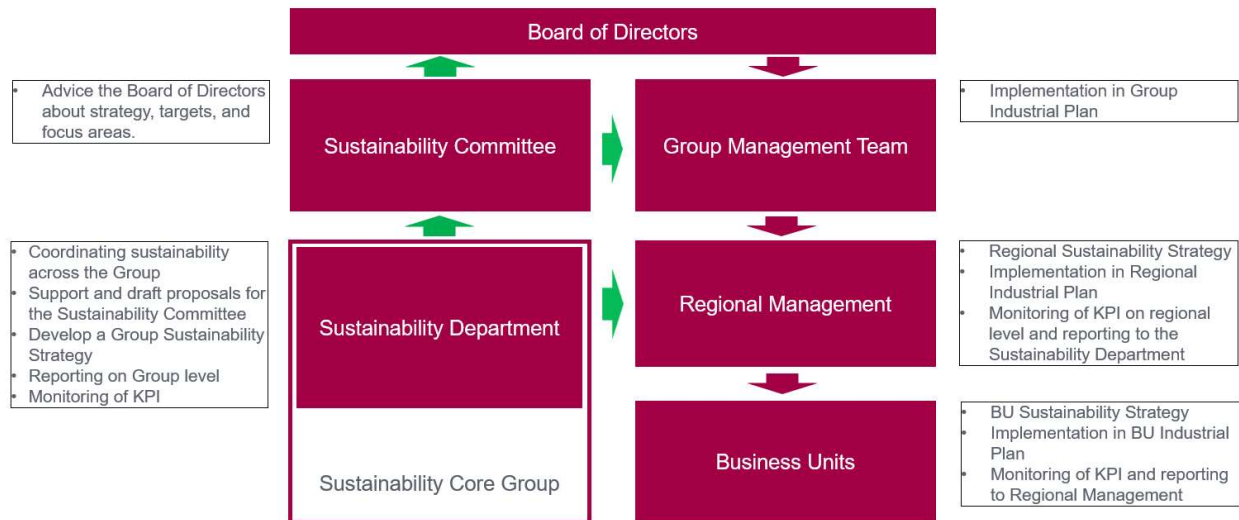 Board of Directors
• Advice the Board of Directors
about strategy, targets, and
focus areas.
Sustainability Committee
Group Management Team
• Implementation in Group
Industrial Plan
• Coordinating sustainability
across the Group
• Support and draft proposals for
the Sustainability Committee
• Develop a Group Sustainability
Strategy
• Reporting on Group level
• Monitoring of KPI
Sustainability Department
Regional Management
• Regional Sustainability Strategy
• Implementation in Regional
Industrial Plan
• Monitoring of KPI on regional
level and reporting to the
Sustainability Department
Sustainability Core Group
Business Units
• BU Sustainability Strategy
• Implementation in BU Industrial
Plan
• Monitoring of KPI and reporting
to Regional Management